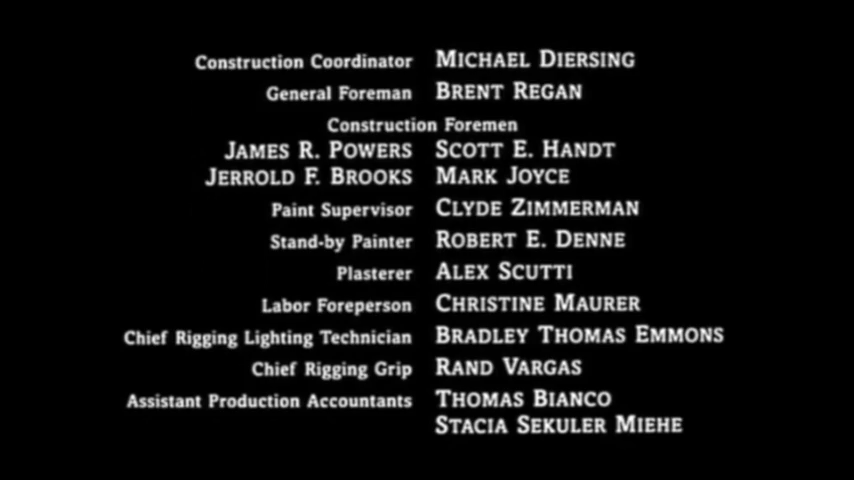 Construction Coordinator MICHAEL DIERSING
General Foreman BRENT REGAN
Construction Foremen
JAMES R. POWERS SCOTT E. HANDT
JERROLD F. BROOKS MARK JOYCE
Paint Supervisor CLYDE ZIMMERMAN
Stand-by Painter ROBERT E. DENNE
Plasterer ALEX SCUTTI
Labor Foreperson CHRISTINE MAURER
Chief Rigging Lighting Technician BRADLEY THOMAS EMMONS
Chief Rigging Grip RAND VARGAS
Assistant Production Accountants THOMAS BIANCO
STACIA SEKULER MIEHE